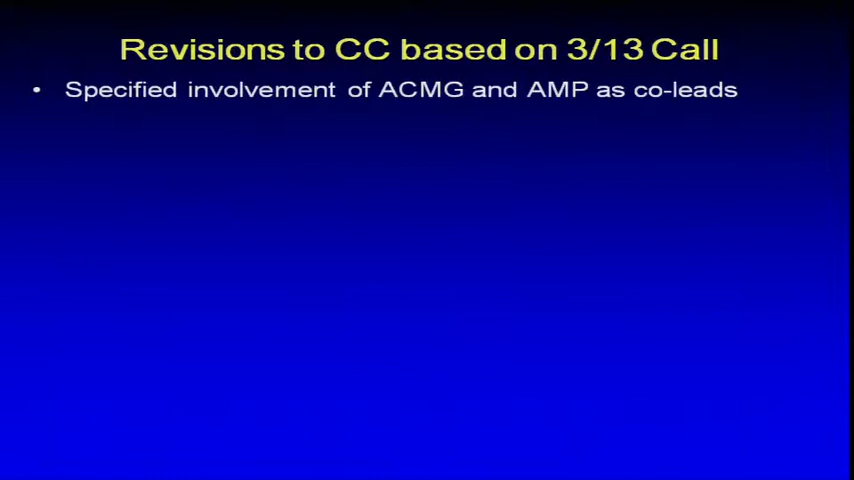 Revisions to CC based on 3/13 Call
• Specified involvement of ACMG and AMP as co-leads